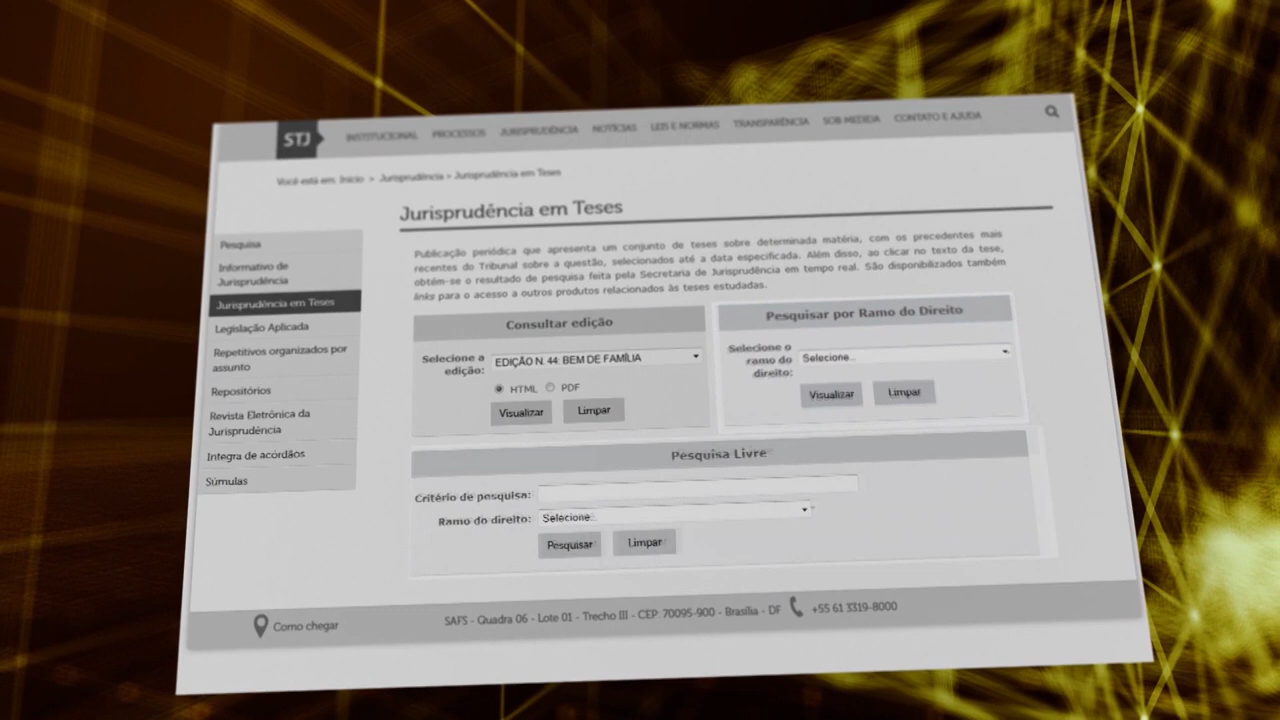 STJ INSTITUCIONAL PROCESSOS JURISPRUDÊNCIA NOTÍCIAS LEIS E NORMAS TRANSPARÊNCIA SOB MEDIDA CONTATO E AJUDA
Você está em: Início > Jurisprudência > Jurisprudência em Teses
Pesquisa
Informativo de
Jurisprudência
Jurisprudência em Teses
Legislação Aplicada
Repetitivos organizados por
assunto
Repositórios
Revista Eletrônica da
Jurisprudência
Integra de acórdãos
Súmulas
Jurisprudência em Teses
Publicação periódica que apresenta um conjunto de teses sobre determinada matéria, com os precedentes mais
recentes do Tribunal sobre a questão, selecionados até a data especificada. Além disso, ao clicar no texto da tese,
obtém-se o resultado de pesquisa feita pela Secretaria de Jurisprudência em tempo real. São disponibilizados também
links para o acesso a outros produtos relacionados às teses estudadas.
Consultar edição
Selecione a
edição:
EDIÇÃO N. 44: BEM DE FAMÍLIA
HTML PDF
Visualizar Limpar
Pesquisar por Ramo do Direito
Selecione o
ramo do
direito:
Selecione...
Visualizar Limpar
Pesquisa Livre
Critério de pesquisa:
Ramo do direito: Selecione...
Pesquisar Limpar
Como chegar SAFS - Quadra 06 - Lote 01 - Trecho III - CEP: 70095-900 - Brasília - DF +55 61 3319-8000